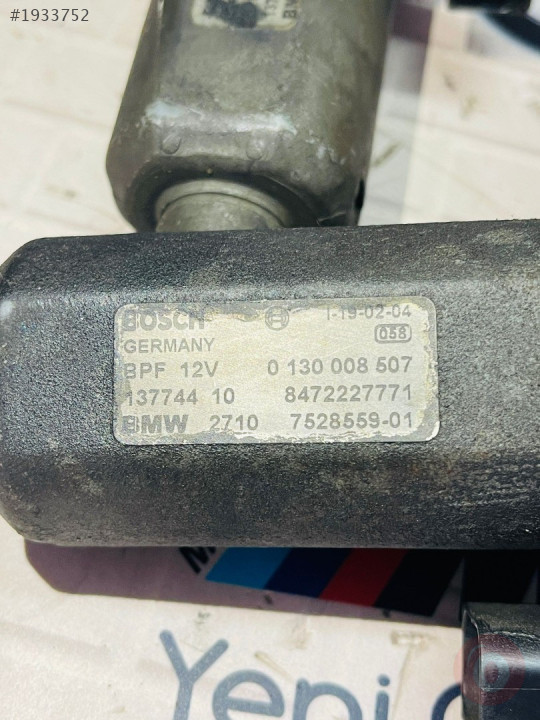 #1933752
BOSCH I-19-02-04
058
GERMANY
BPF 12V 0 130 008 507
137744 10 8472227771
BMW 2710 7528559-01
M
Yeni